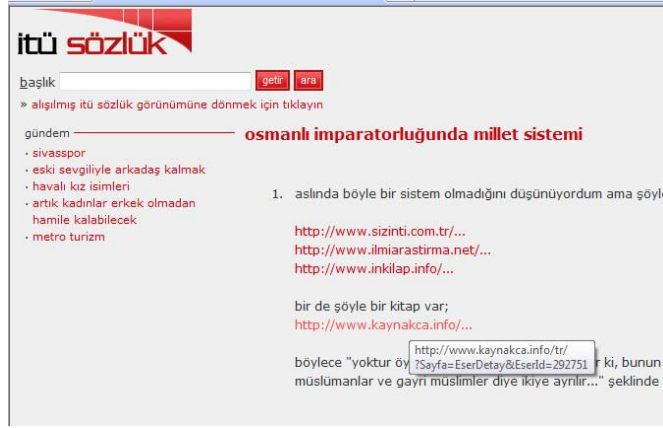 itü sözlük
başlık getir ara
» alışılmış itü sözlük görünümüne dönmek için tıklayın
gündem
· sivasspor
· eski sevgiliyle arkadaş kalmak
· havalı kız isimleri
· artık kadınlar erkek olmadan
hamile kalabilecek
· metro turizm
osmanlı imparatorluğunda millet sistemi
1. aslında böyle bir sistem olmadığını düşünüyordum ama şöyle
http://www.sizinti.com.tr/...
http://www.ilmiarastirma.net/...
http://www.inkilap.info/...
bir de şöyle bir kitap var;
http://www.kaynakca.info/...
http://www.kaynakca.info/tr/
?Sayfa=EserDetay&EserId=292751
böylece "yoktur öy r ki, bunun
müslümanlar ve gayri müslimler diye ikiye ayrılır..." şeklinde